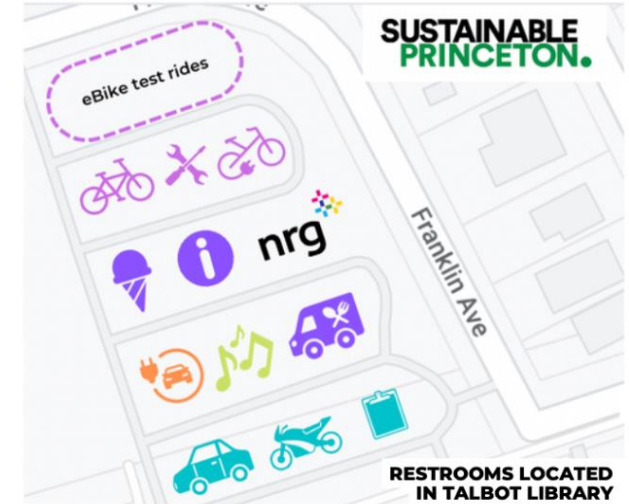 SUSTAINABLE
PRINCETON.
eBike test rides
i
nrg
Franklin Ave
RESTROOMS LOCATED
IN TALBOT LIBRARY